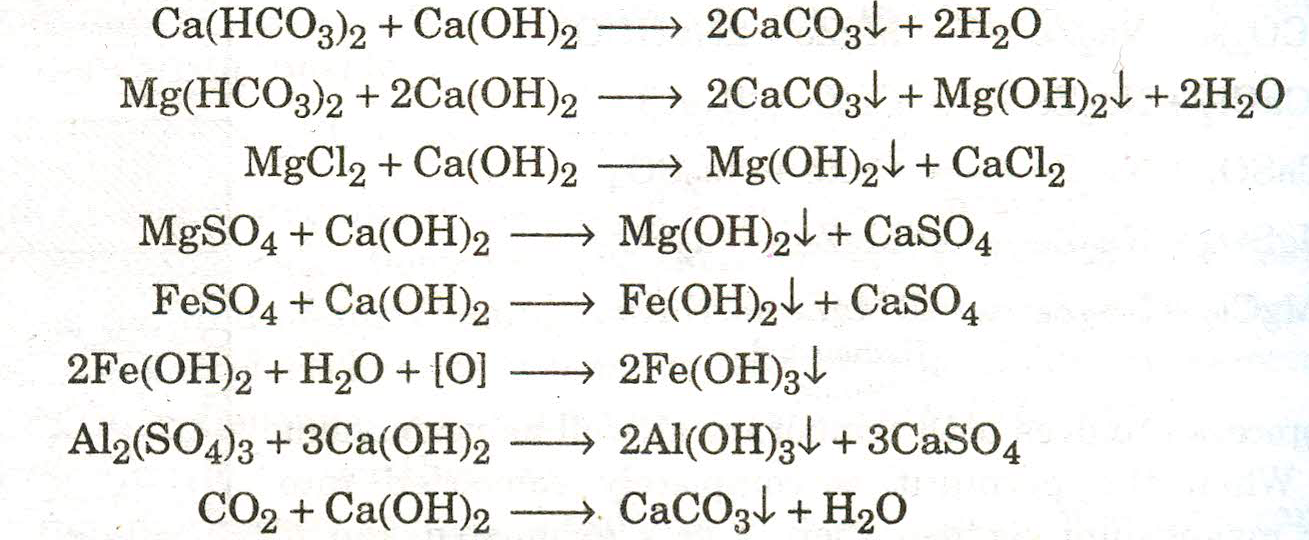 Ca(HCO₃)₂ + Ca(OH)₂ ⟶ 2CaCO₃↓ + 2H₂O
Mg(HCO₃)₂ + 2Ca(OH)₂ ⟶ 2CaCO₃↓ + Mg(OH)₂↓ + 2H₂O
MgCl₂ + Ca(OH)₂ ⟶ Mg(OH)₂↓ + CaCl₂
MgSO₄ + Ca(OH)₂ ⟶ Mg(OH)₂↓ + CaSO₄
FeSO₄ + Ca(OH)₂ ⟶ Fe(OH)₂↓ + CaSO₄
2Fe(OH)₂ + H₂O + [O] ⟶ 2Fe(OH)₃↓
Al₂(SO₄)₃ + 3Ca(OH)₂ ⟶ 2Al(OH)₃↓ + 3CaSO₄
CO₂ + Ca(OH)₂ ⟶ CaCO₃↓ + H₂O